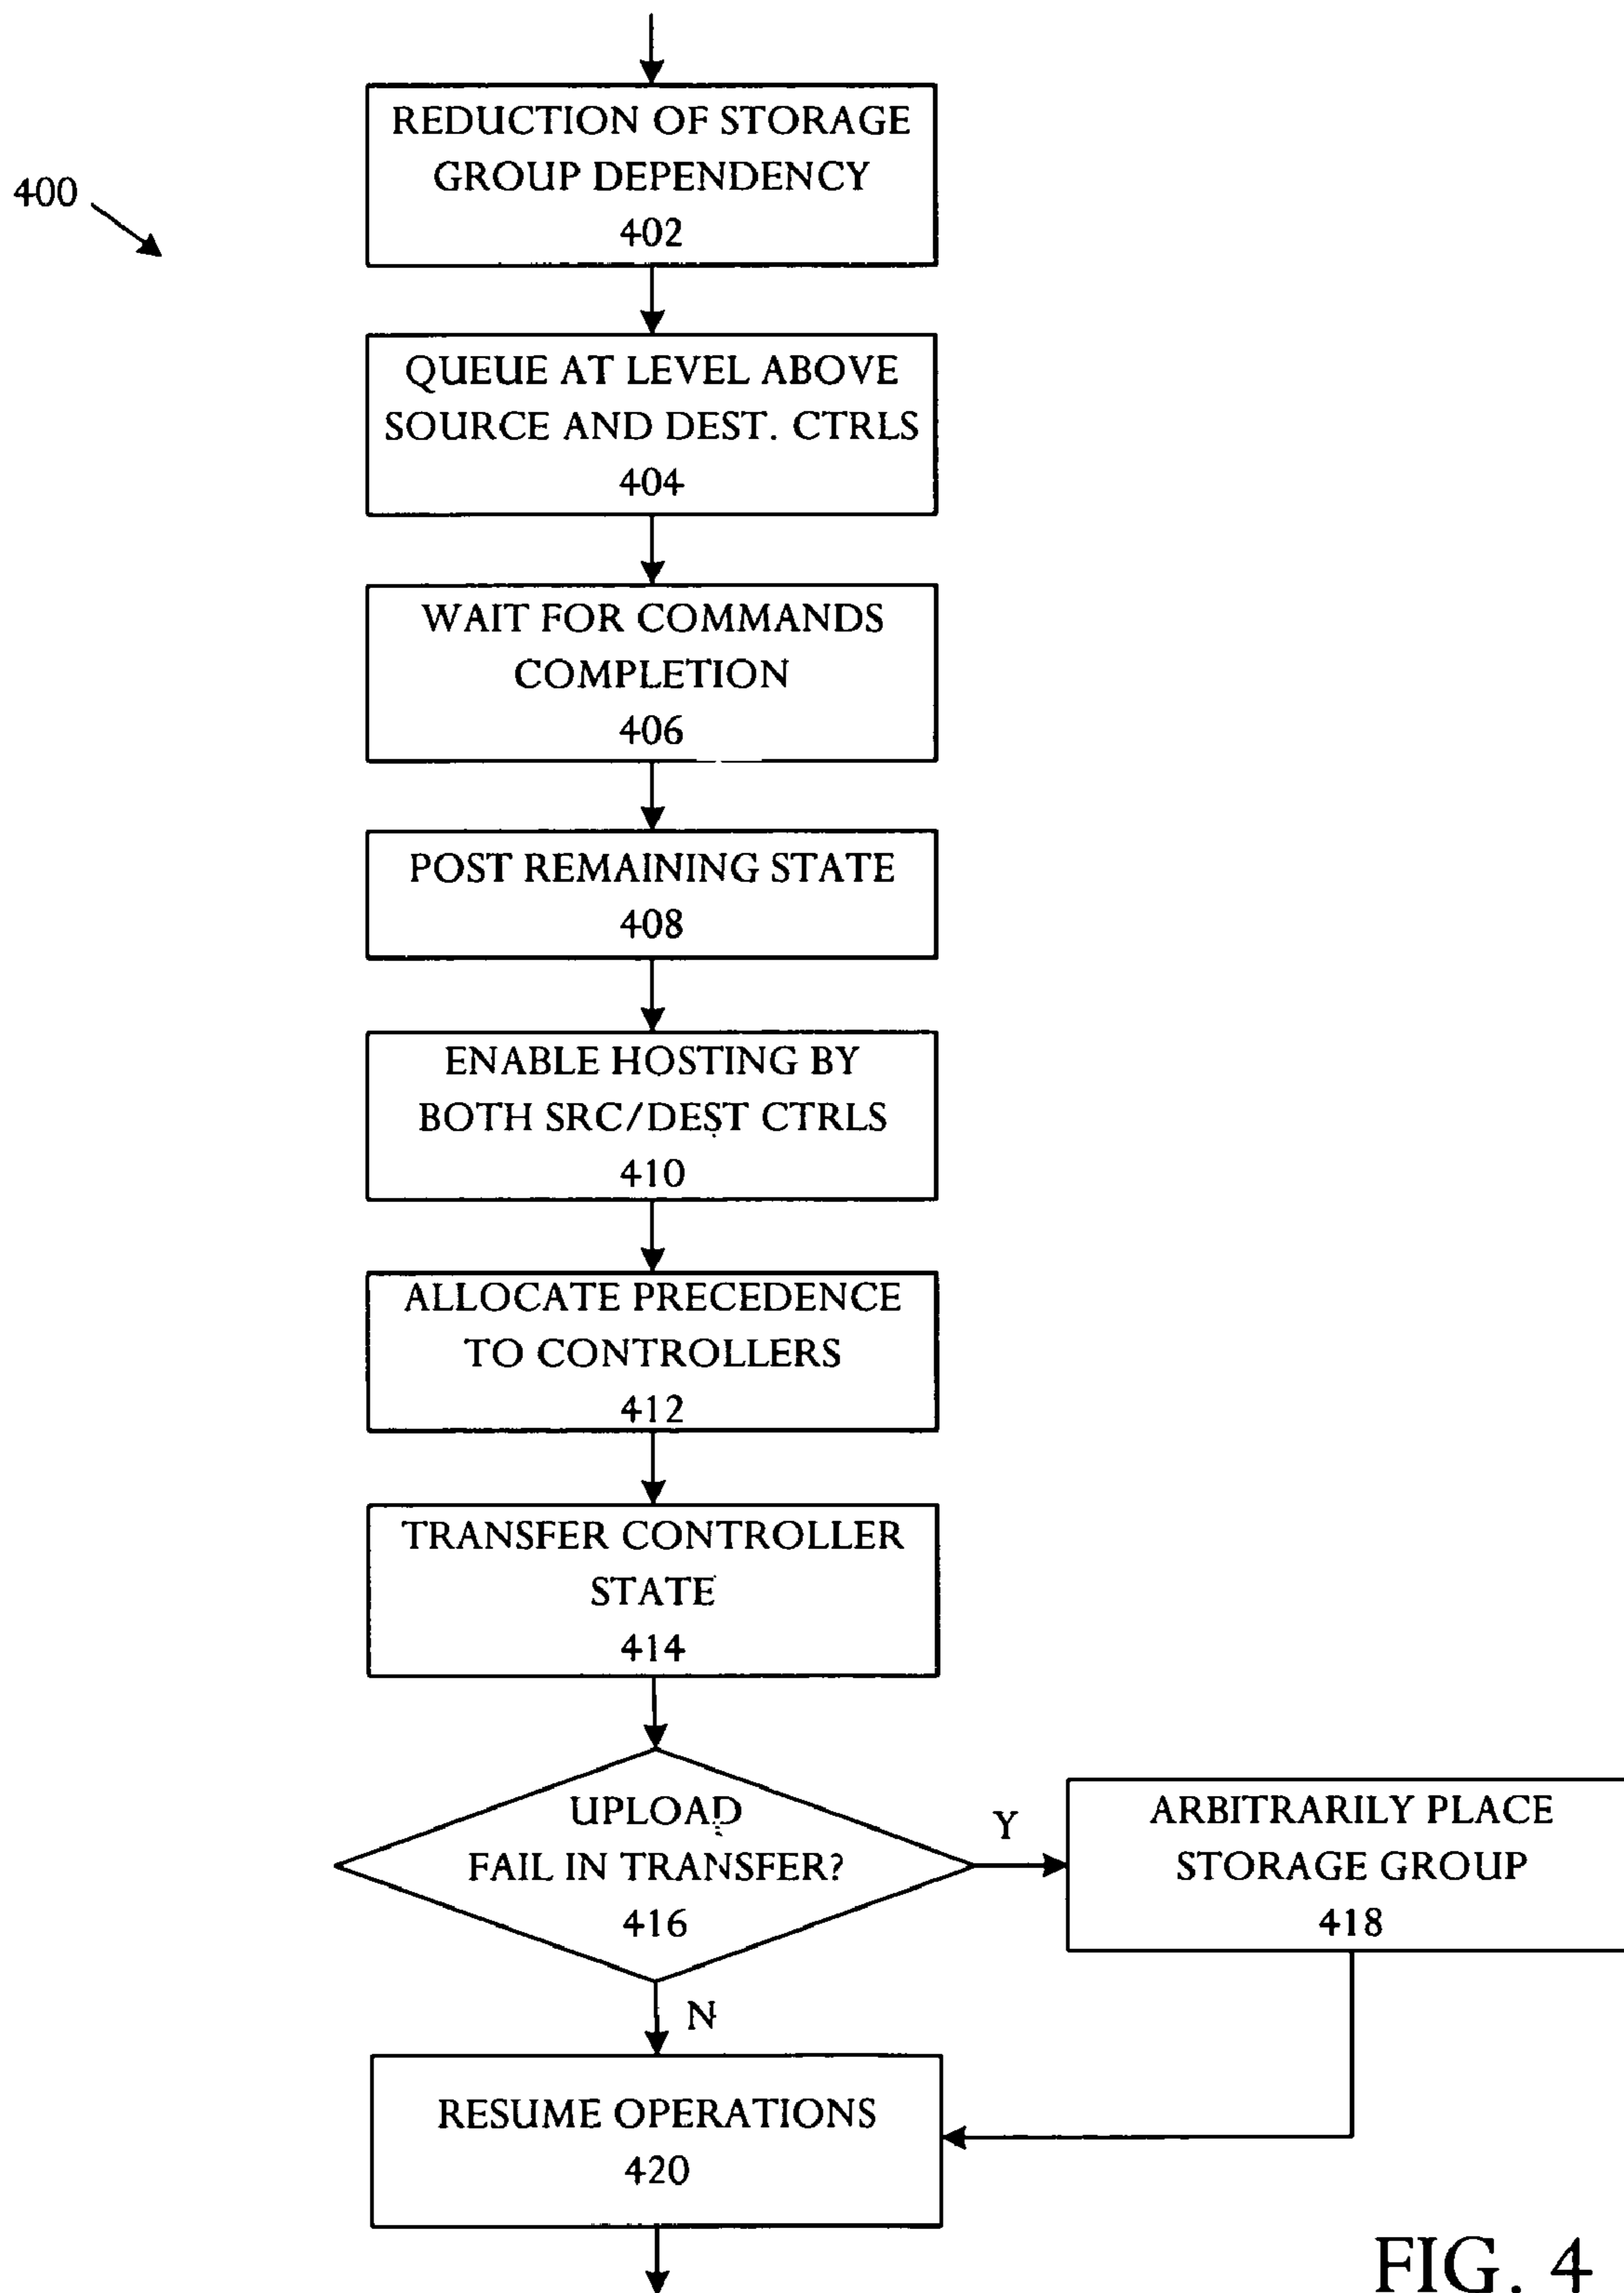 REDUCTION OF STORAGE
GROUP DEPENDENCY
402
400
QUEUE AT LEVEL ABOVE
SOURCE AND DEST. CTRLS
404
WAIT FOR COMMANDS
COMPLETION
406
POST REMAINING STATE
408
ENABLE HOSTING BY
BOTH SRC/DEST CTRLS
410
ALLOCATE PRECEDENCE
TO CONTROLLERS
412
TRANSFER CONTROLLER
STATE
414
UPLOAD
FAIL IN TRANSFER?
416
Y
ARBITRARILY PLACE
STORAGE GROUP
418
N
RESUME OPERATIONS
420
FIG. 4